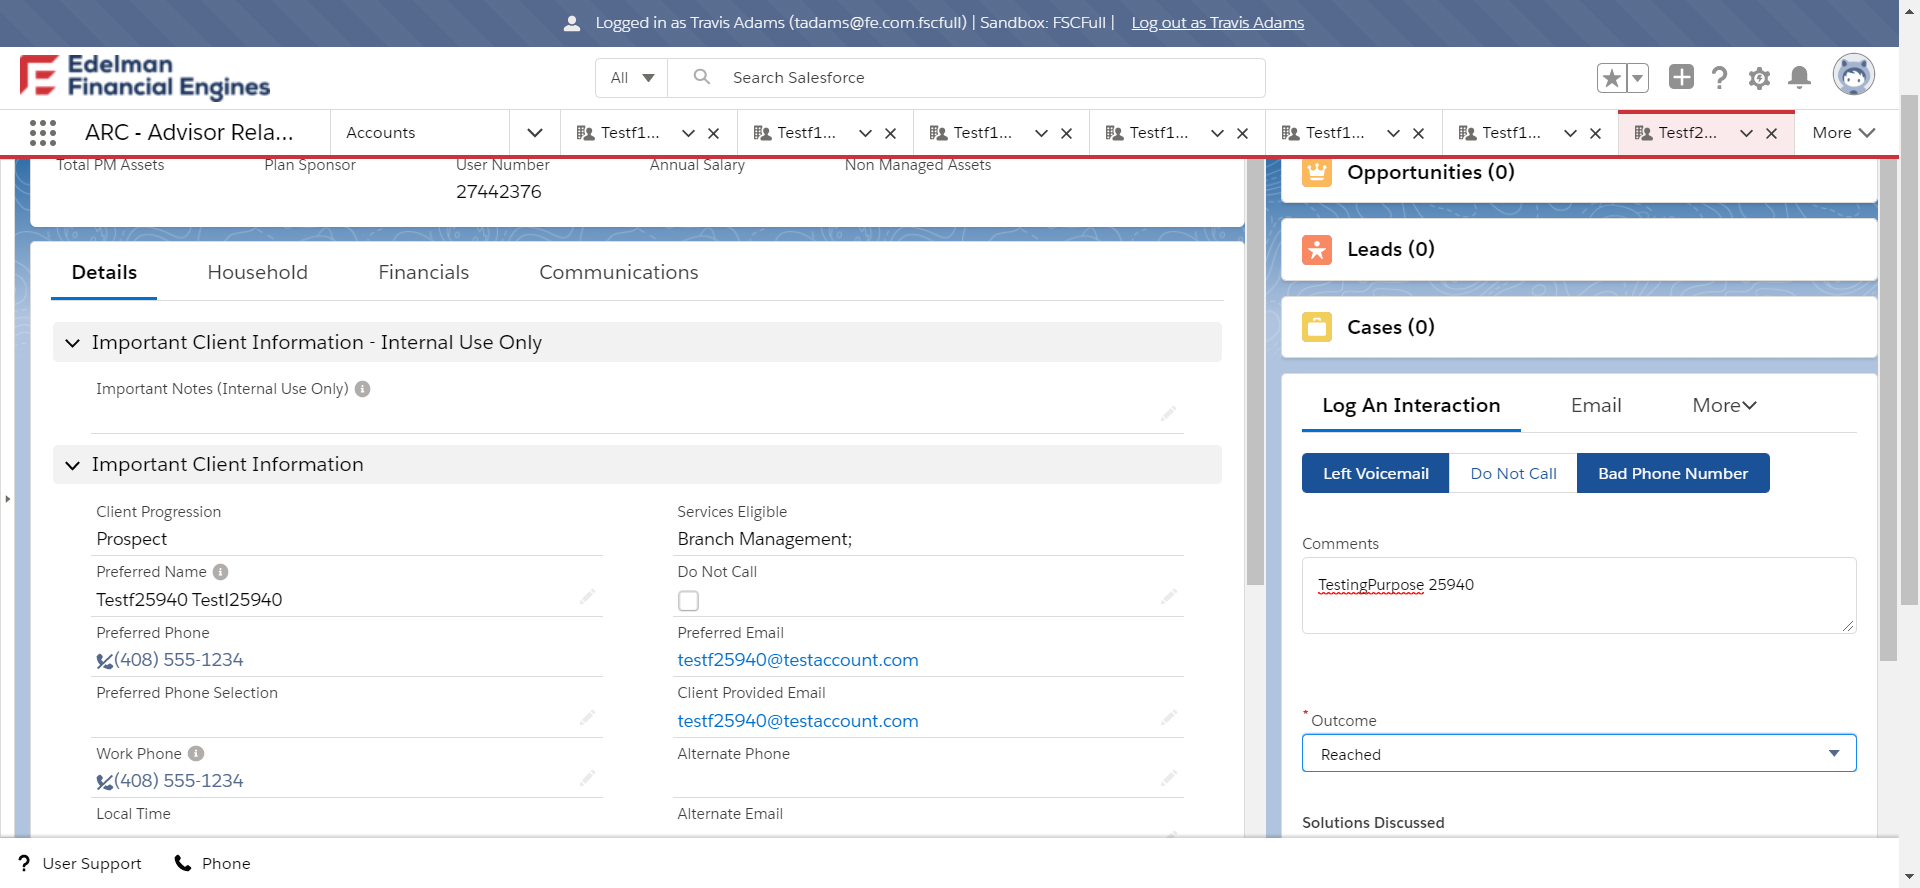 Logged in as Travis Adams (tadams@fe.com.fscfull) | Sandbox: FSCFull | Log out as Travis Adams
Edelman
Financial Engines
All
Search Salesforce
ARC - Advisor Rela...
Accounts
Testf1...
Testf1...
Testf1...
Testf1...
Testf1...
Testf1...
Testf2...
More
Total PM Assets
Plan Sponsor
User Number
Annual Salary
Non Managed Assets
27442376
Details
Household
Financials
Communications
Important Client Information - Internal Use Only
Important Notes (Internal Use Only)
Important Client Information
Client Progression
Prospect
Services Eligible
Branch Management;
Preferred Name
Testf25940 Testl25940
Do Not Call
Preferred Phone
(408) 555-1234
Preferred Email
testf25940@testaccount.com
Preferred Phone Selection
Client Provided Email
testf25940@testaccount.com
Work Phone
(408) 555-1234
Alternate Phone
Local Time
Alternate Email
Opportunities (0)
Leads (0)
Cases (0)
Log An Interaction
Email
More
Left Voicemail
Do Not Call
Bad Phone Number
Comments
TestingPurpose 25940
* Outcome
Reached
Solutions Discussed
? User Support
Phone